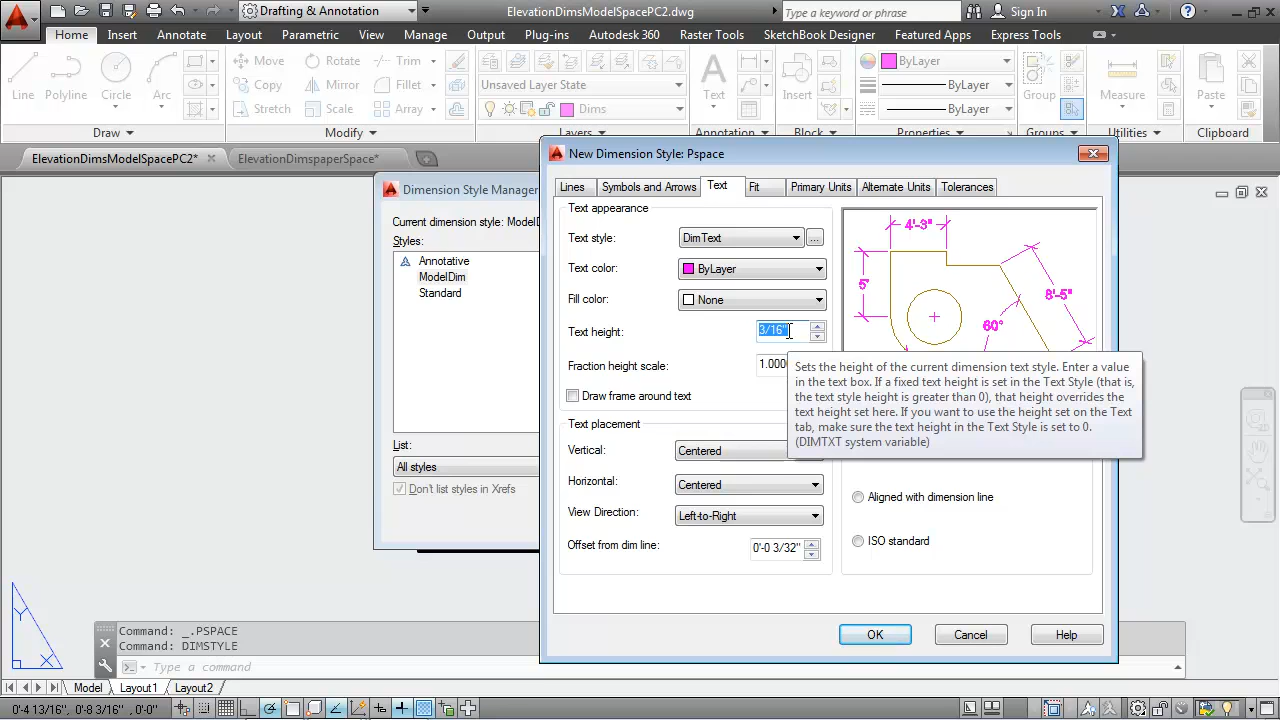 Drafting & Annotation
ElevationDimsModelSpacePC2.dwg
Type a keyword or phrase
Sign In
Home Insert Annotate Layout Parametric View Manage Output Plug-ins Autodesk 360 Raster Tools SketchBook Designer Featured Apps Express Tools
Line Polyline Circle Arc
Move Rotate Trim
Copy Mirror Fillet
Stretch Scale Array
Unsaved Layer State
Dims
Text
Insert
ByLayer
ByLayer
ByLayer
Group
Measure
Paste
Draw Modify Layers Annotation Block Properties Groups Utilities Clipboard
ElevationDimsModelSpacePC2* ElevationDimspaperSpace*
Dimension Style Manager
Current dimension style: ModelD
Styles:
Annotative
ModelDim
Standard
List:
All styles
Don't list styles in Xrefs
New Dimension Style: Pspace
Lines Symbols and Arrows Text Fit Primary Units Alternate Units Tolerances
Text appearance
Text style: DimText ...
Text color: ByLayer
Fill color: None
Text height: 3/16"
Fraction height scale: 1.0000
Draw frame around text
Text placement
Vertical: Centered
Horizontal: Centered
View Direction: Left-to-Right
Offset from dim line: 0'-0 3/32"
4'-3"
5'
8'-5"
60°
Sets the height of the current dimension text style. Enter a value
in the text box. If a fixed text height is set in the Text Style (that is,
the text style height is greater than 0), that height overrides the
text height set here. If you want to use the height set on the Text
tab, make sure the text height in the Text Style is set to 0.
(DIMTXT system variable)
Aligned with dimension line
ISO standard
OK Cancel Help
Y
X
Command: _.PSPACE
Command: DIMSTYLE
Type a command
Model Layout1 Layout2
0'-4 13/16", 0'-8 3/16" , 0'-0"